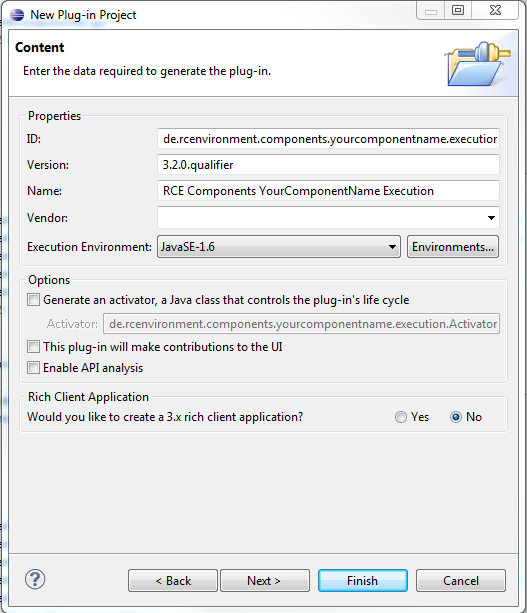 New Plug-in Project
Content
Enter the data required to generate the plug-in.
Properties
ID: de.rcenvironment.components.yourcomponentname.execution
Version: 3.2.0.qualifier
Name: RCE Components YourComponentName Execution
Vendor:
Execution Environment: JavaSE-1.6 Environments...
Options
Generate an activator, a Java class that controls the plug-in's life cycle
Activator: de.rcenvironment.components.yourcomponentname.execution.Activator
This plug-in will make contributions to the UI
Enable API analysis
Rich Client Application
Would you like to create a 3.x rich client application? Yes No
? < Back Next > Finish Cancel